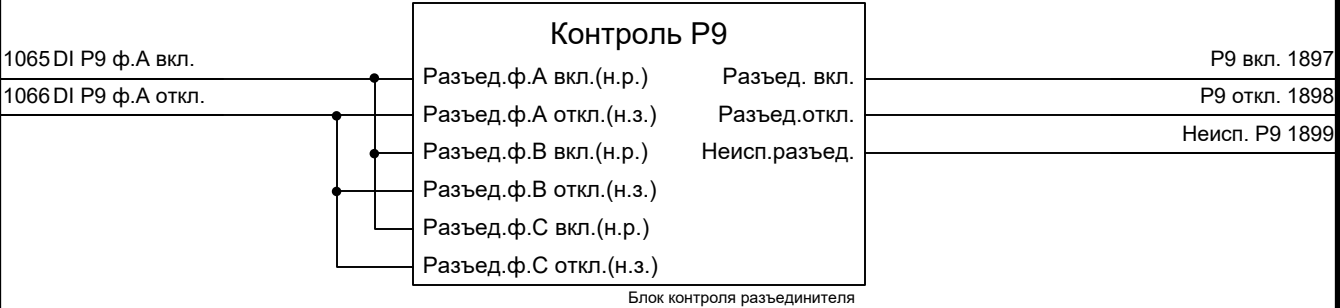 Контроль Р9
1065 DI Р9 ф.А вкл.
1066 DI Р9 ф.А откл.
Разъед.ф.А вкл.(н.р.)
Разъед.ф.А откл.(н.з.)
Разъед.ф.В вкл.(н.р.)
Разъед.ф.В откл.(н.з.)
Разъед.ф.С вкл.(н.р.)
Разъед.ф.С откл.(н.з.)
Разъед. вкл.
Разъед.откл.
Неисп.разъед.
Р9 вкл. 1897
Р9 откл. 1898
Неисп. Р9 1899
Блок контроля разъединителя